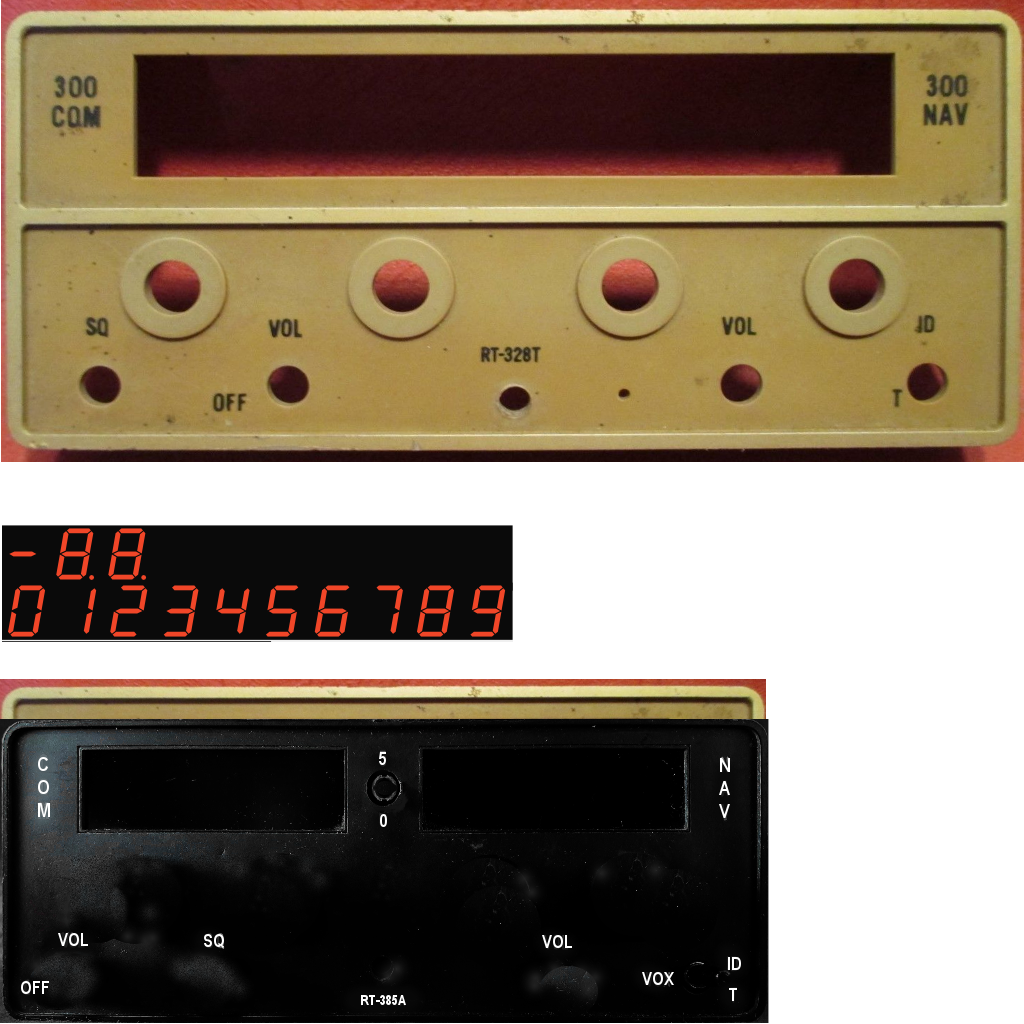 300
COM
300
NAV
SQ
VOL
VOL
ID
RT-328T
OFF
T
- 8.8.
0 1 2 3 4 5 6 7 8 9
C
O
M
5
0
N
A
V
VOL
SQ
VOL
ID
VOX
OFF
T
RT-385A